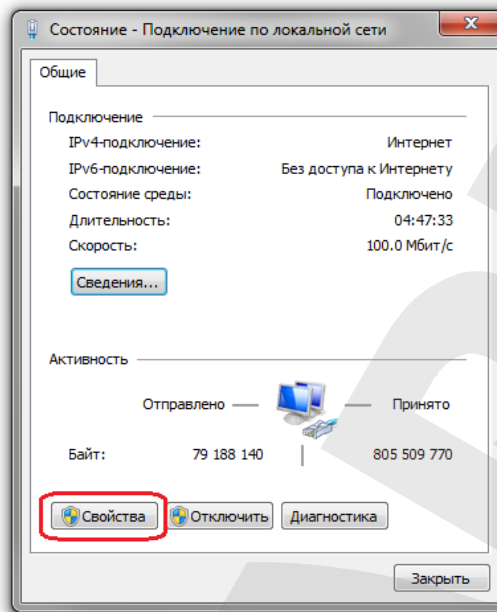 Состояние - Подключение по локальной сети
Общие
Подключение
IPv4-подключение: Интернет
IPv6-подключение: Без доступа к Интернету
Состояние среды: Подключено
Длительность: 04:47:33
Скорость: 100.0 Мбит/с
Сведения...
Активность
Отправлено — Принято
Байт: 79 188 140 | 805 509 770
Свойства Отключить Диагностика
Закрыть